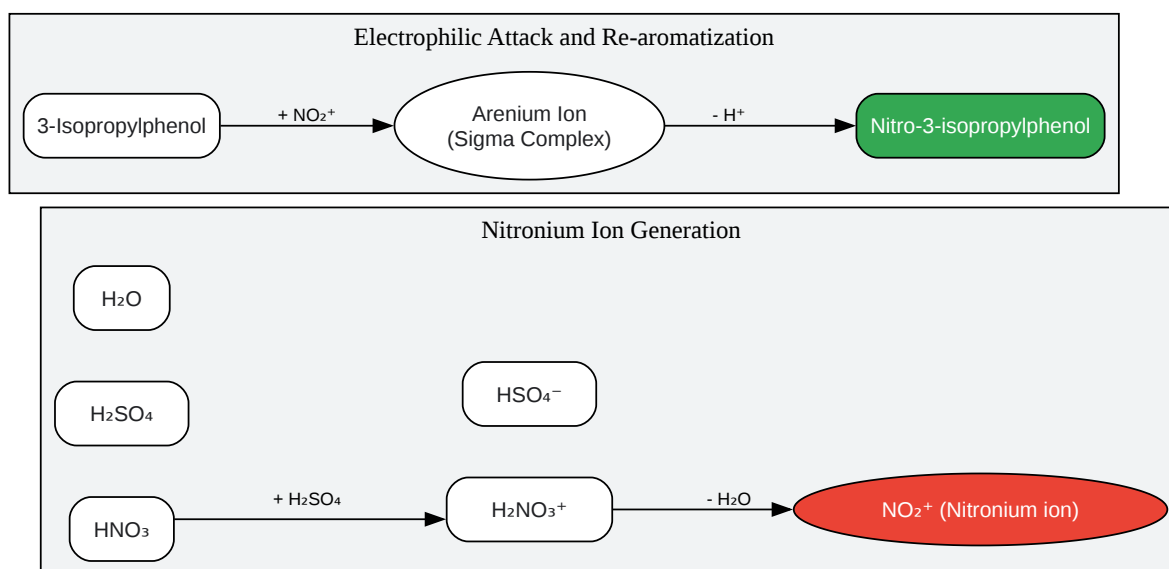 Electrophilic Attack and Re-aromatization
3-Isopropylphenol
+ NO₂⁺
Arenium Ion
(Sigma Complex)
- H⁺
Nitro-3-isopropylphenol
Nitronium Ion Generation
H₂O
H₂SO₄
HSO₄⁻
HNO₃
+ H₂SO₄
H₂NO₃⁺
- H₂O
NO₂⁺ (Nitronium ion)